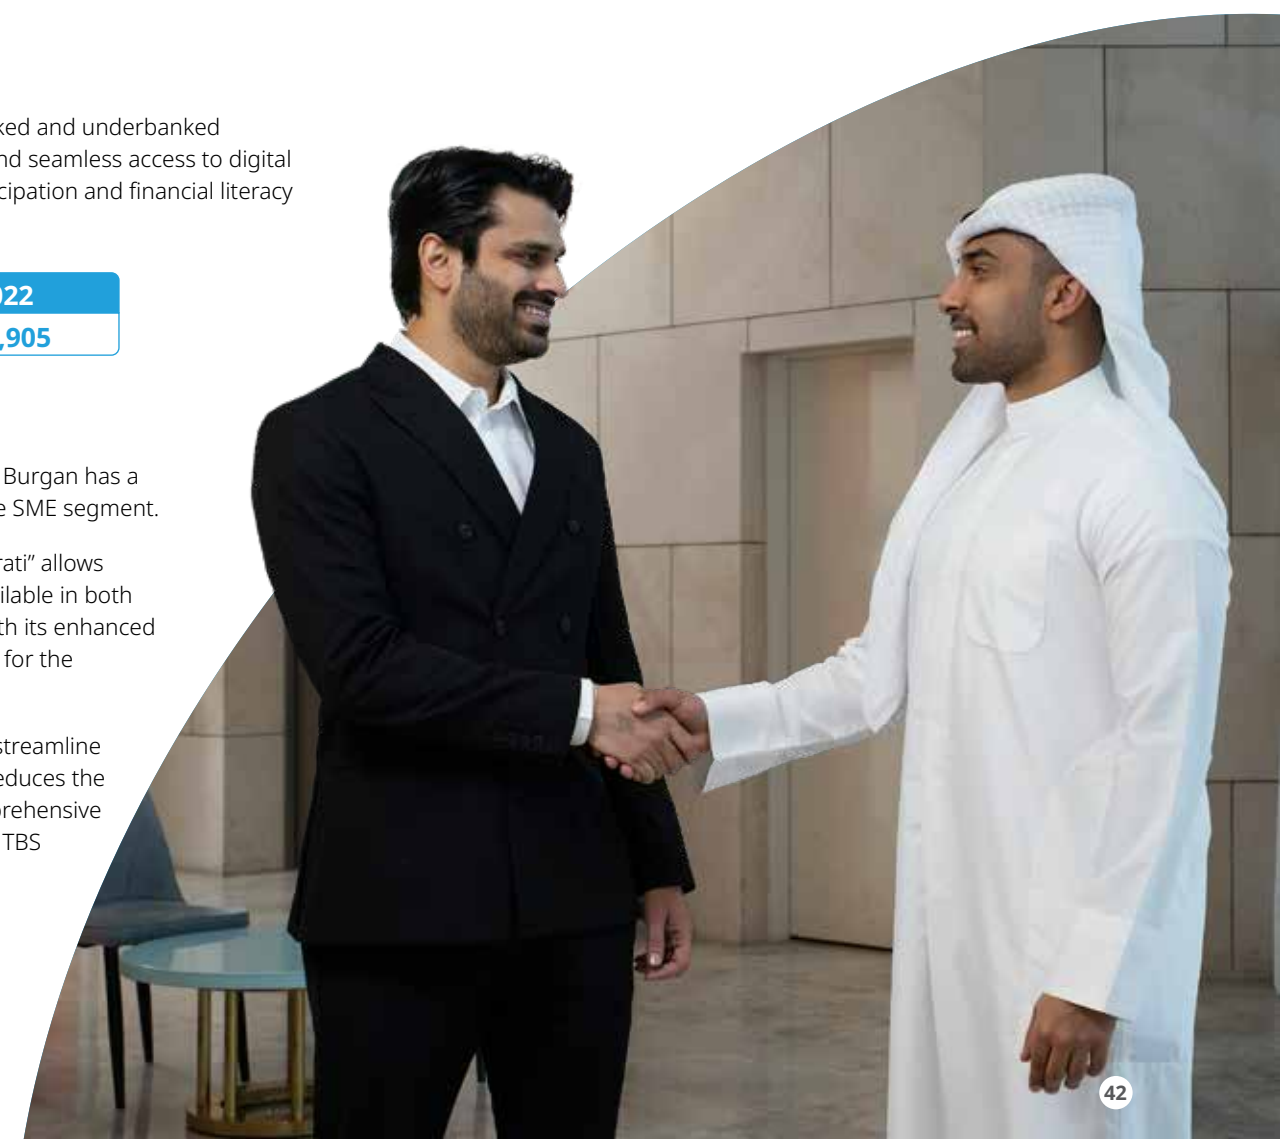 ked and underbanked
nd seamless access to digital
cipation and financial literacy
022
,905
Burgan has a
e SME segment.
rati” allows
ilable in both
th its enhanced
for the
streamline
educes the
prehensive
TBS
42